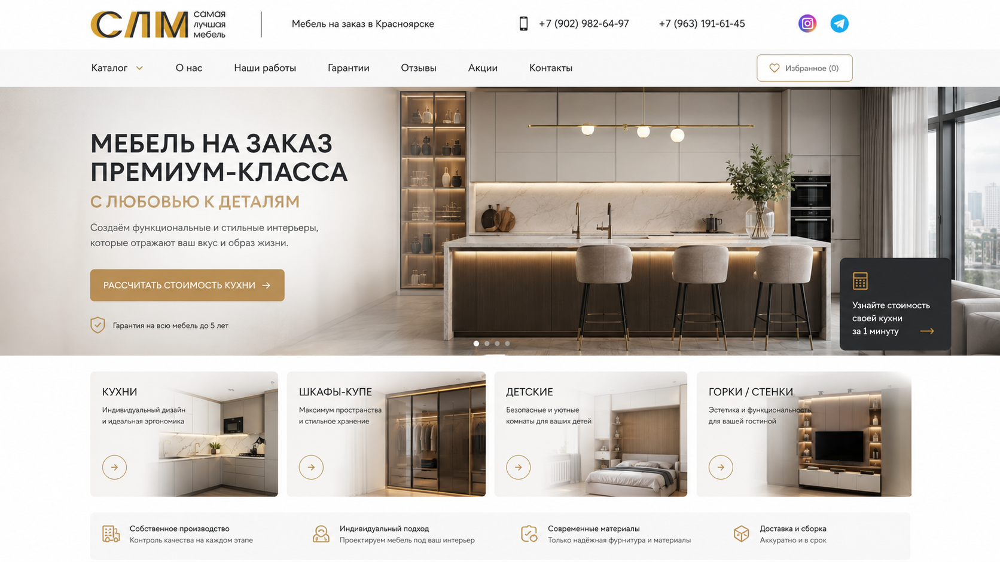 СЛМ
самая
лучшая
мебель
Мебель на заказ в Красноярске
+7 (902) 982-64-97
+7 (963) 191-61-45
Каталог
О нас
Наши работы
Гарантии
Отзывы
Акции
Контакты
Избранное (0)
МЕБЕЛЬ НА ЗАКАЗ
ПРЕМИУМ-КЛАССА
С ЛЮБОВЬЮ К ДЕТАЛЯМ
Создаём функциональные и стильные интерьеры,
которые отражают ваш вкус и образ жизни.
РАССЧИТАТЬ СТОИМОСТЬ КУХНИ →
Гарантия на всю мебель до 5 лет
Узнайте стоимость
своей кухни
за 1 минуту →
КУХНИ
Индивидуальный дизайн
и идеальная эргономика
ШКАФЫ-КУПЕ
Максимум пространства
и стильное хранение
ДЕТСКИЕ
Безопасные и уютные
комнаты для ваших детей
ГОРКИ / СТЕНКИ
Эстетика и функциональность
для вашей гостиной
Собственное производство
Контроль качества на каждом этапе
Индивидуальный подход
Проектируем мебель под ваш интерьер
Современные материалы
Только надёжная фурнитура и материалы
Доставка и сборка
Аккуратно и в срок